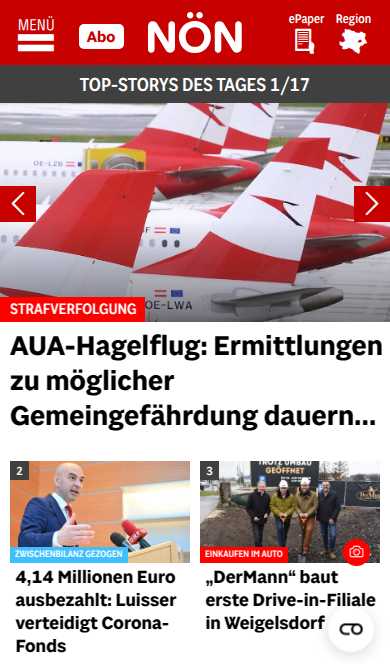 MENÜ
Abo
NÖN
ePaper
Region
TOP-STORYS DES TAGES 1/17
OE-LZB
OE-LWA
STRAFVERFOLGUNG
AUA-Hagelflug: Ermittlungen
zu möglicher
Gemeingefährdung dauern...
2
ZWISCHENBILANZ GEZOGEN
4,14 Millionen Euro
ausbezahlt: Luisser
verteidigt Corona-
Fonds
3
TROTZ UMBAU
GEÖFFNET
EINKAUFEN IM AUTO
„DerMann“ baut
erste Drive-in-Filiale
in Weigelsdorf